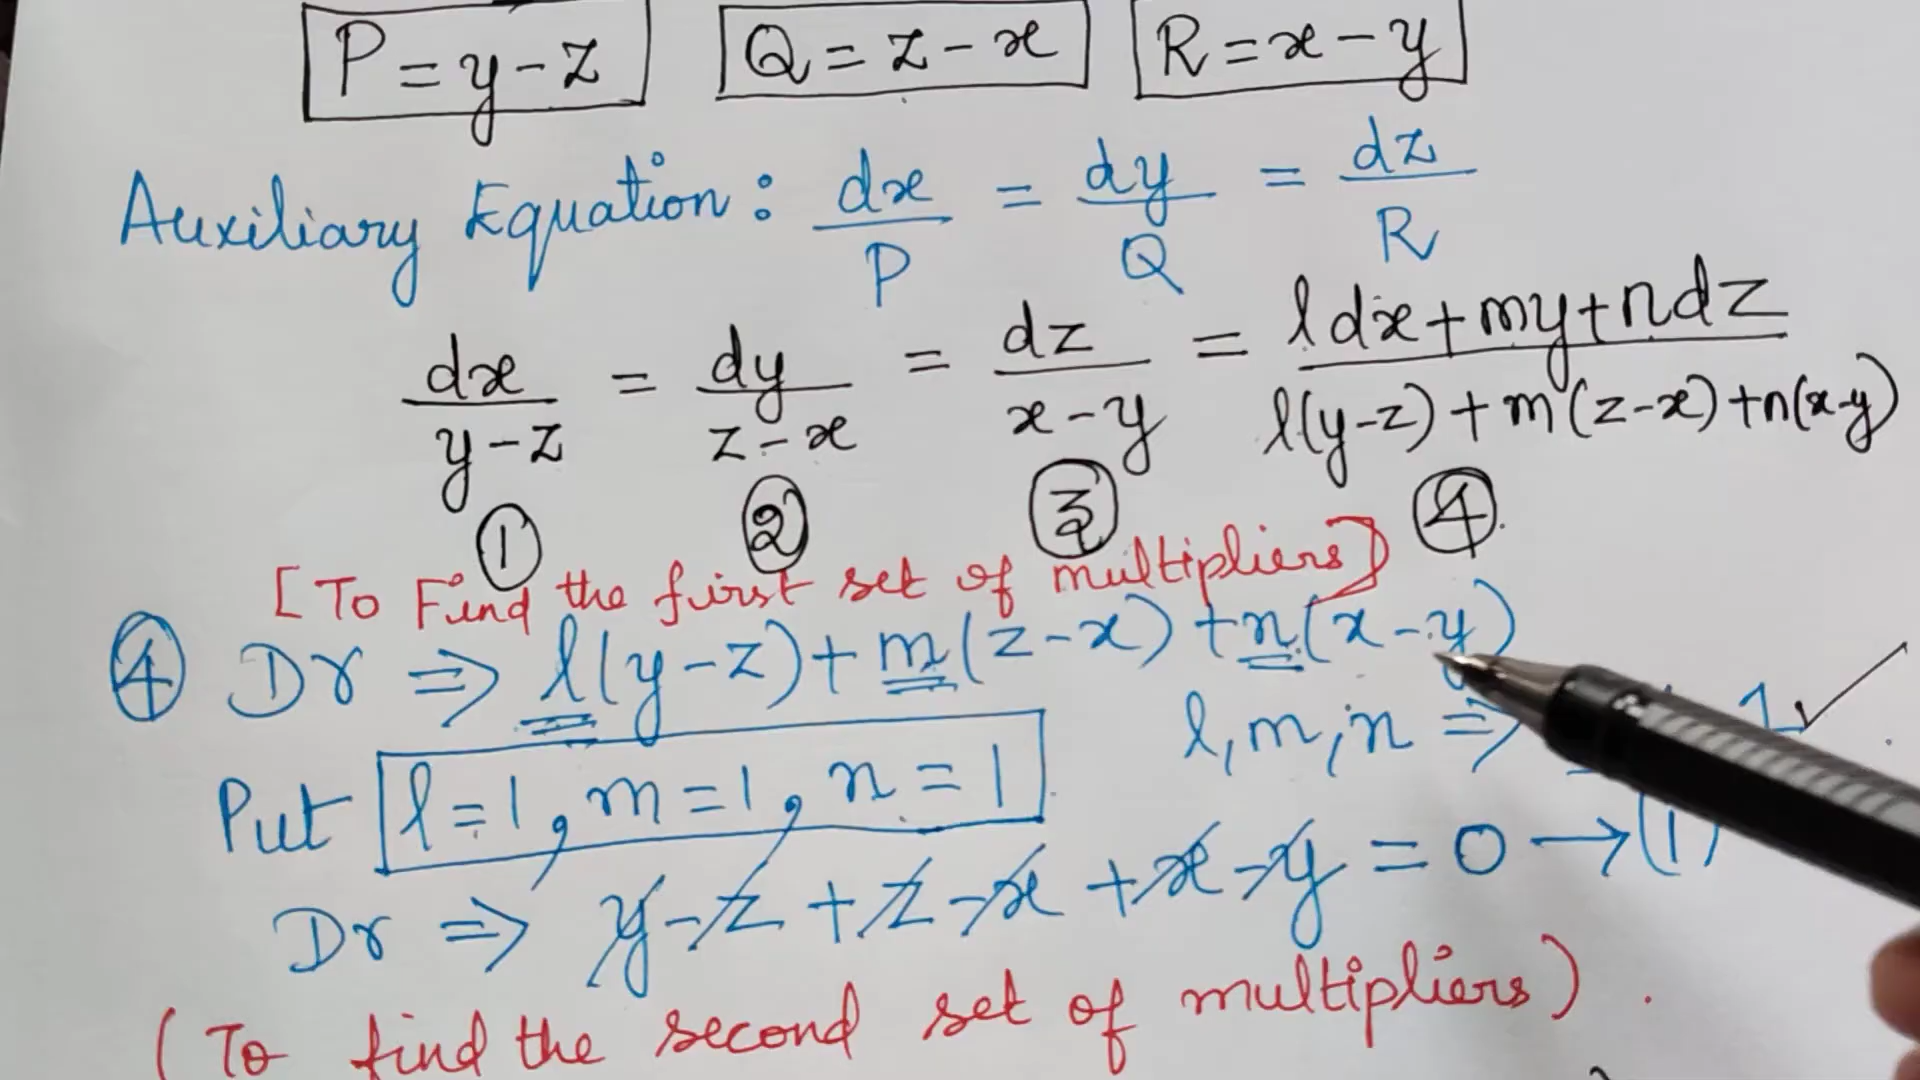 P = y - z Q = z - x R = x - y
Auxiliary Equation: dx/P = dy/Q = dz/R
dx/(y - z) = dy/(z - x) = dz/(x - y) = (ldx + my + ndz)/(l(y-z) + m(z-x) + n(x-y))
① ② ③ ④
[To Find the first set of multipliers]
④ Dr ⇒ l(y-z) + m(z-x) + n(x-y)
l, m, n ⇒ 1 ✓
Put l = 1, m = 1, n = 1
Dr ⇒ y - z + z - x + x - y = 0 → (1)
(To find the second set of multipliers).